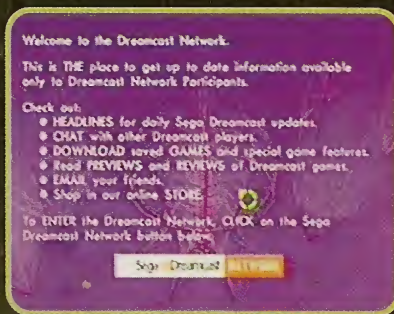 Welcome to the Dreamcast Network.
This is THE place to get up to date information available
only to Dreamcast Network Participants.
Check out:
HEADLINES for daily Sega Dreamcast updates.
CHAT with other Dreamcast players.
DOWNLOAD saved GAMES and special game features.
Read PREVIEWS and REVIEWS of Dreamcast games.
EMAIL your friends.
Shop in our online STORE
To ENTER the Dreamcast Network, CLICK on the Sega
Dreamcast Network button below.
Sega Dreamcast